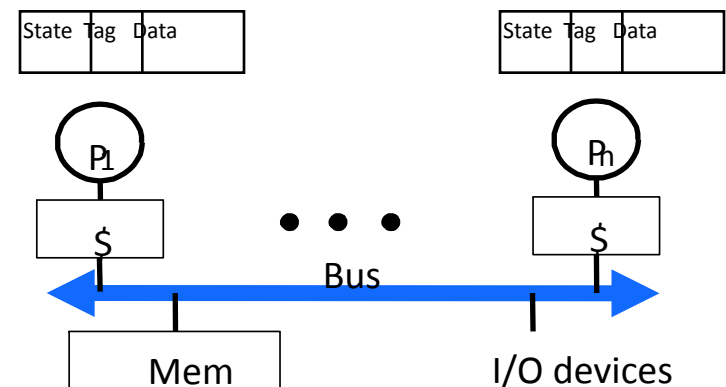 State Tag Data
State Tag Data
P1
Pn
$
$
Bus
Mem
I/O devices